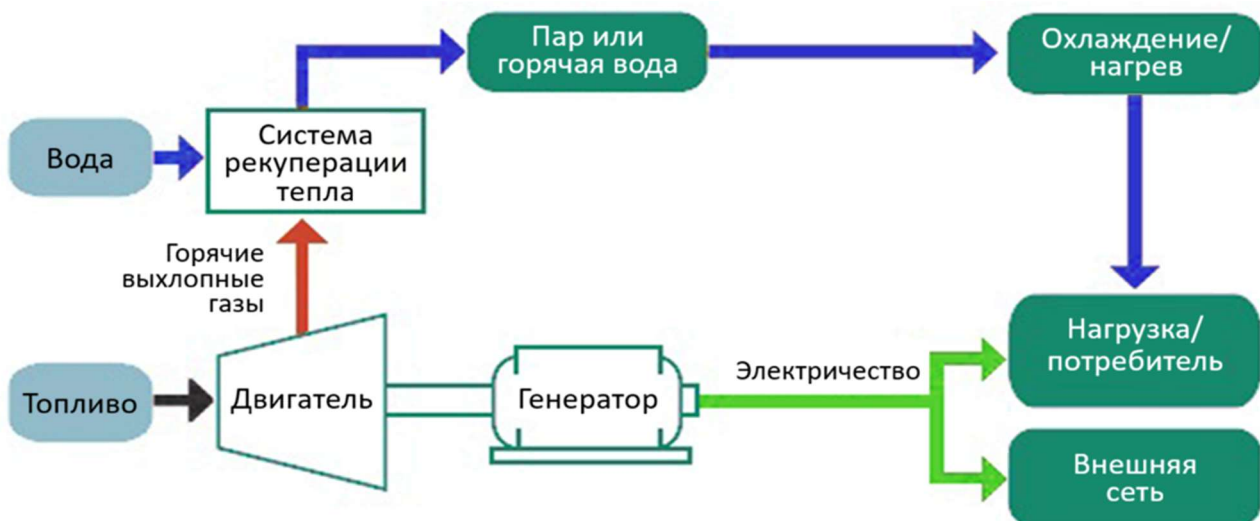 Пар или
горячая вода
Охлаждение/
нагрев
Вода
Система
рекуперации
тепла
Горячие
выхлопные
газы
Топливо
Двигатель
Генератор
Электричество
Нагрузка/
потребитель
Внешняя
сеть